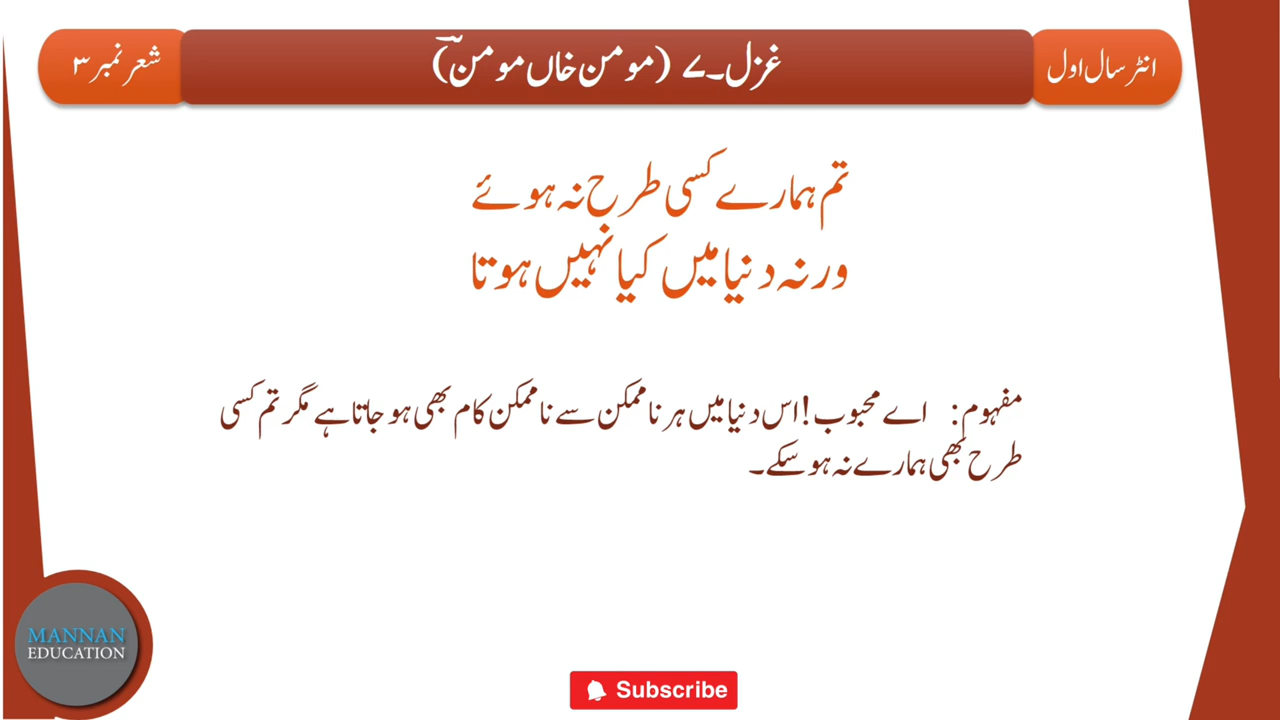 انٹر سال اول
غزل۔۷ (مومن خاں مومنؔ)
شعر نمبر ۳
تم ہمارے کسی طرح نہ ہوئے
ورنہ دنیا میں کیا نہیں ہوتا
مفہوم: اے محبوب! اس دنیا میں ہر ناممکن سے ناممکن کام بھی ہو جاتا ہے مگر تم کسی
طرح بھی ہمارے نہ ہو سکے۔
MANNAN
EDUCATION
Subscribe